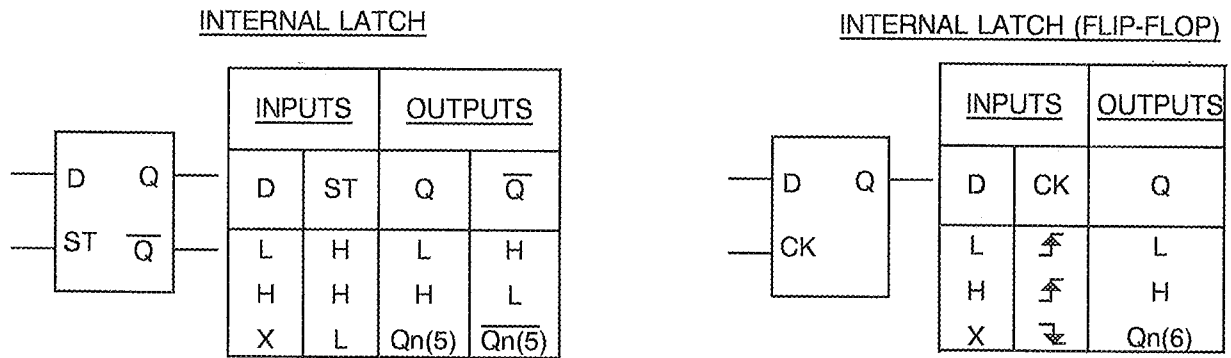 INTERNAL LATCH
D Q
ST Q̅
INPUTS OUTPUTS
D ST Q Q̅
L H L H
H H H L
X L Qn(5) Q̅n̅(̅5̅)̅
INTERNAL LATCH (FLIP-FLOP)
D Q
CK
INPUTS OUTPUTS
D CK Q
L ↑ L
H ↑ H
X ↓ Qn(6)